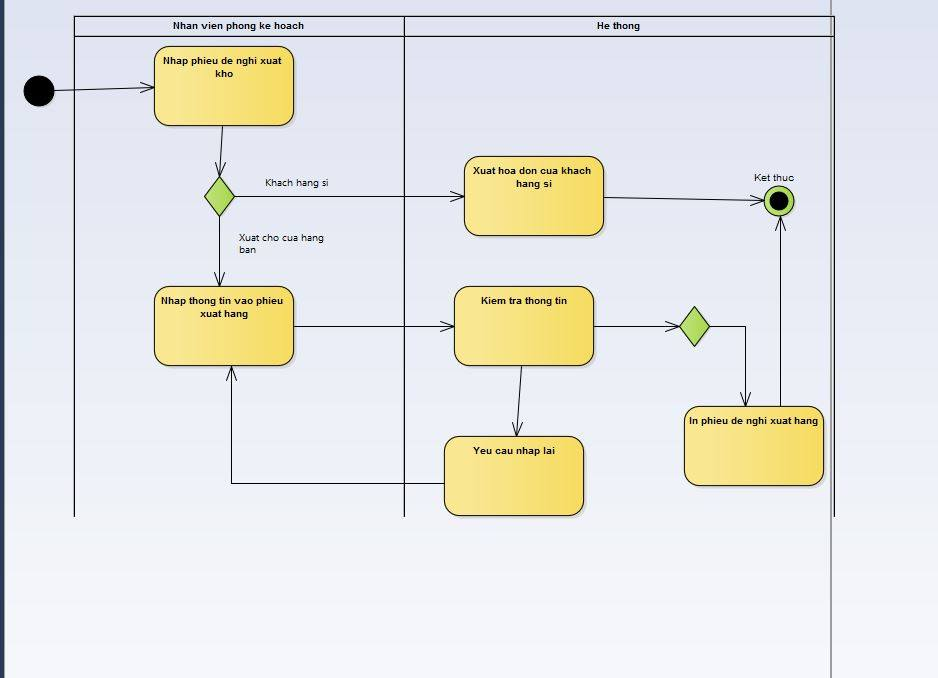 Nhan vien phong ke hoach
He thong
Nhap phieu de nghi xuat
kho
Khach hang si
Xuat hoa don cua khach
hang si
Ket thuc
Xuat cho cua hang
ban
Nhap thong tin vao phieu
xuat hang
Kiem tra thong tin
In phieu de nghi xuat hang
Yeu cau nhap lai